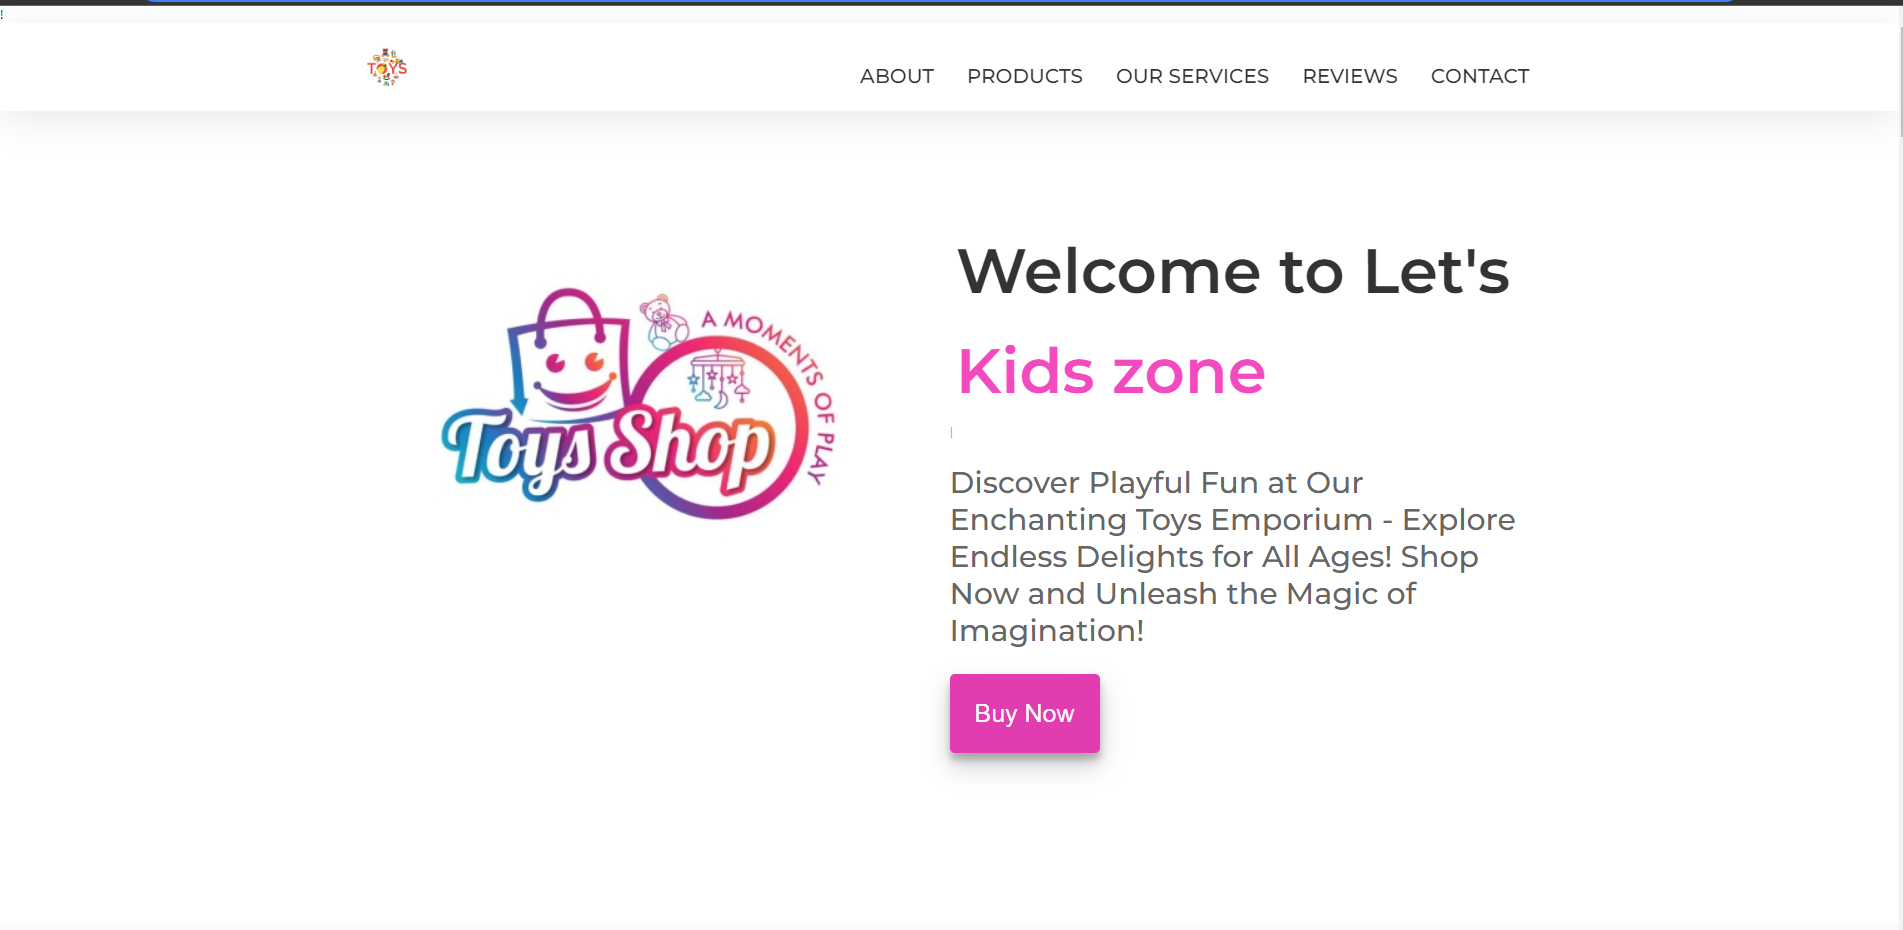 !
TOYS
ABOUT PRODUCTS OUR SERVICES REVIEWS CONTACT
A MOMENTS OF PLAY
Toys Shop
Welcome to Let's
Kids zone
|
Discover Playful Fun at Our
Enchanting Toys Emporium - Explore
Endless Delights for All Ages! Shop
Now and Unleash the Magic of
Imagination!
Buy Now